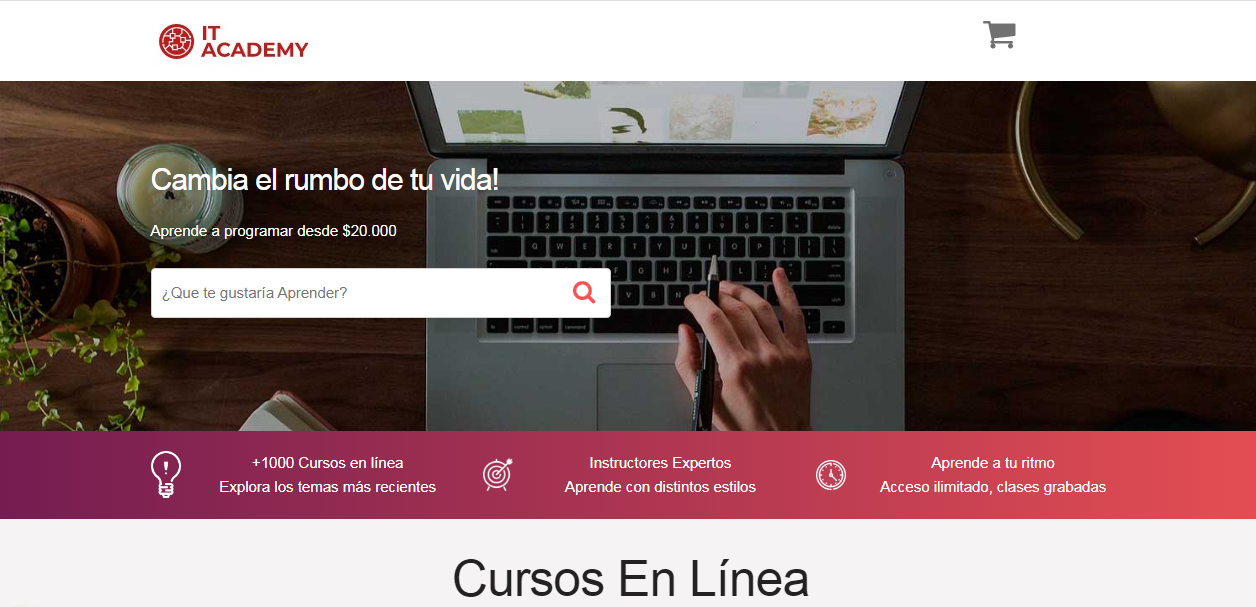 IT
ACADEMY
Cambia el rumbo de tu vida!
Aprende a programar desde $20.000
¿Que te gustaría Aprender?
+1000 Cursos en línea
Explora los temas más recientes
Instructores Expertos
Aprende con distintos estilos
Aprende a tu ritmo
Acceso ilimitado, clases grabadas
Cursos En Línea